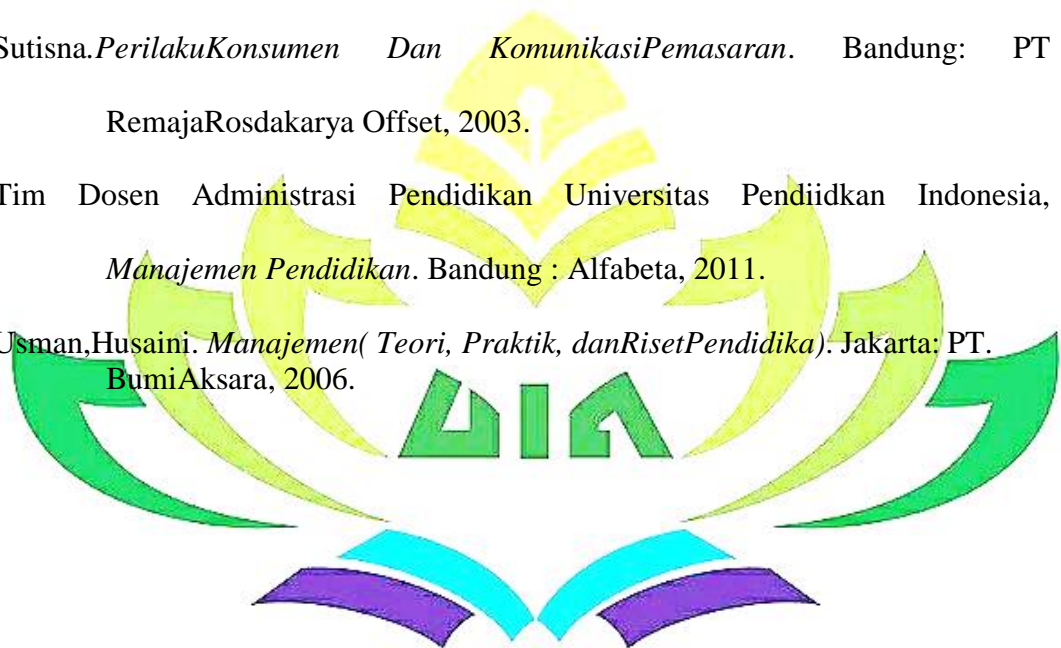 Sutisna.PerilakuKonsumen Dan KomunikasiPemasaran. Bandung: PT
RemajaRosdakarya Offset, 2003.
Tim Dosen Administrasi Pendidikan Universitas Pendiidkan Indonesia,
Manajemen Pendidikan. Bandung : Alfabeta, 2011.
Usman,Husaini. Manajemen( Teori, Praktik, danRisetPendidika). Jakarta: PT.
BumiAksara, 2006.
UIN